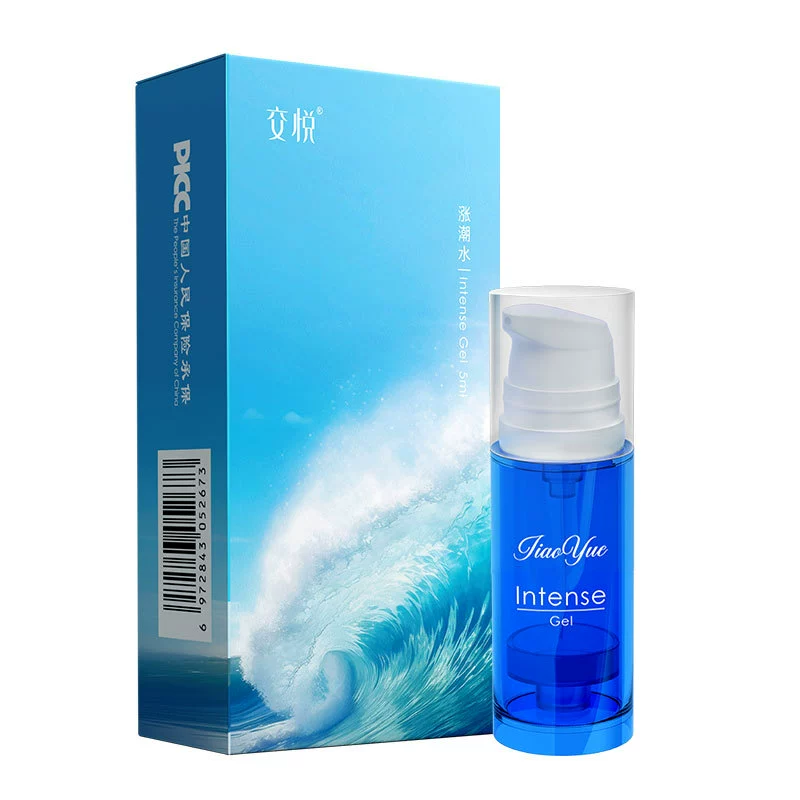 交悦®
涨潮水 | Intense Gel 5ml
PICC 中国人民保险承保
The People's Insurance Company of China
6 972843 052673
JiaoYue
Intense
Gel